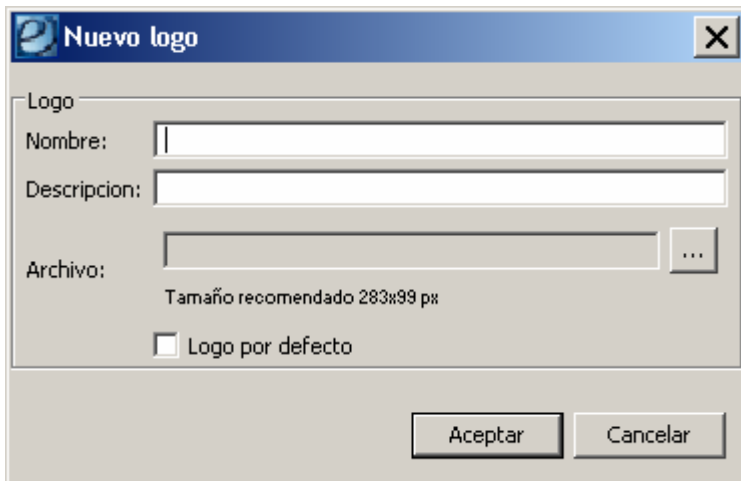 Nuevo logo
Logo
Nombre:
Descripcion:
Archivo:
...
Tamaño recomendado 283x99 px
Logo por defecto
Aceptar Cancelar